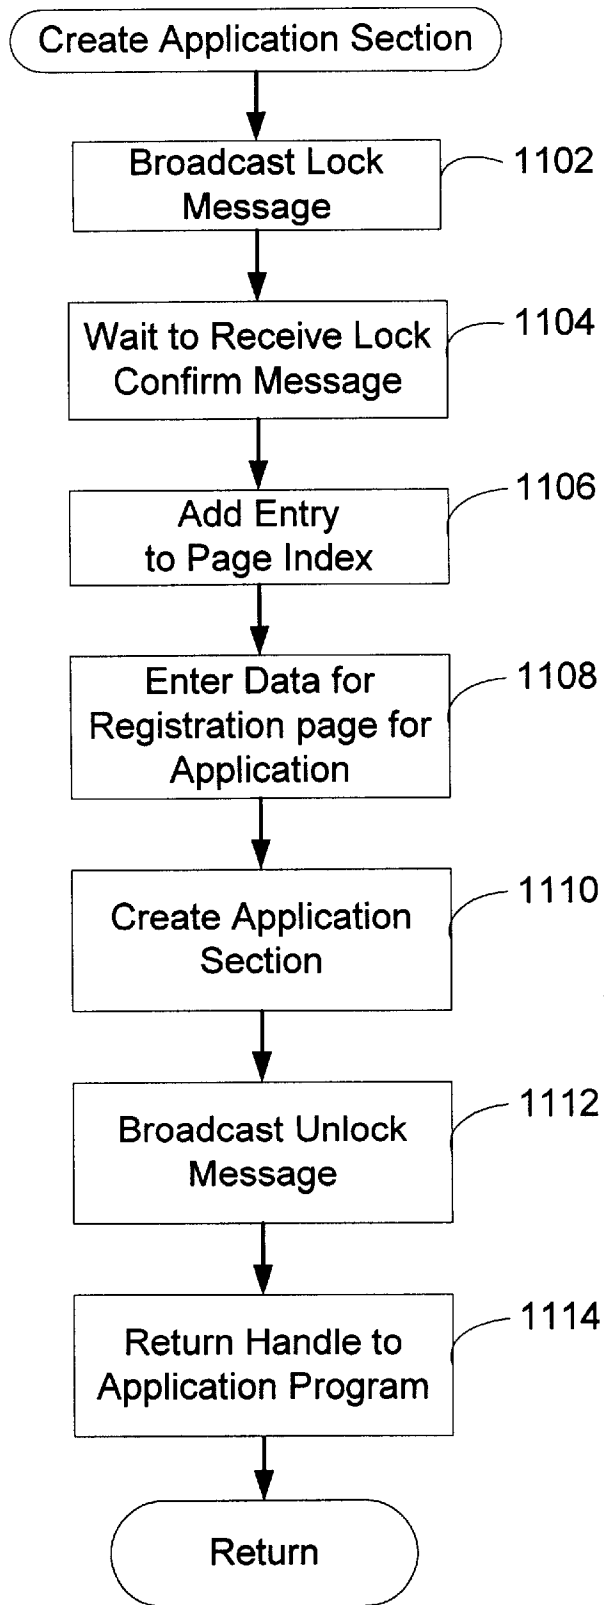 Create Application Section
Broadcast Lock
Message
1102
Wait to Receive Lock
Confirm Message
1104
Add Entry
to Page Index
1106
Enter Data for
Registration page for
Application
1108
Create Application
Section
1110
Broadcast Unlock
Message
1112
Return Handle to
Application Program
1114
Return